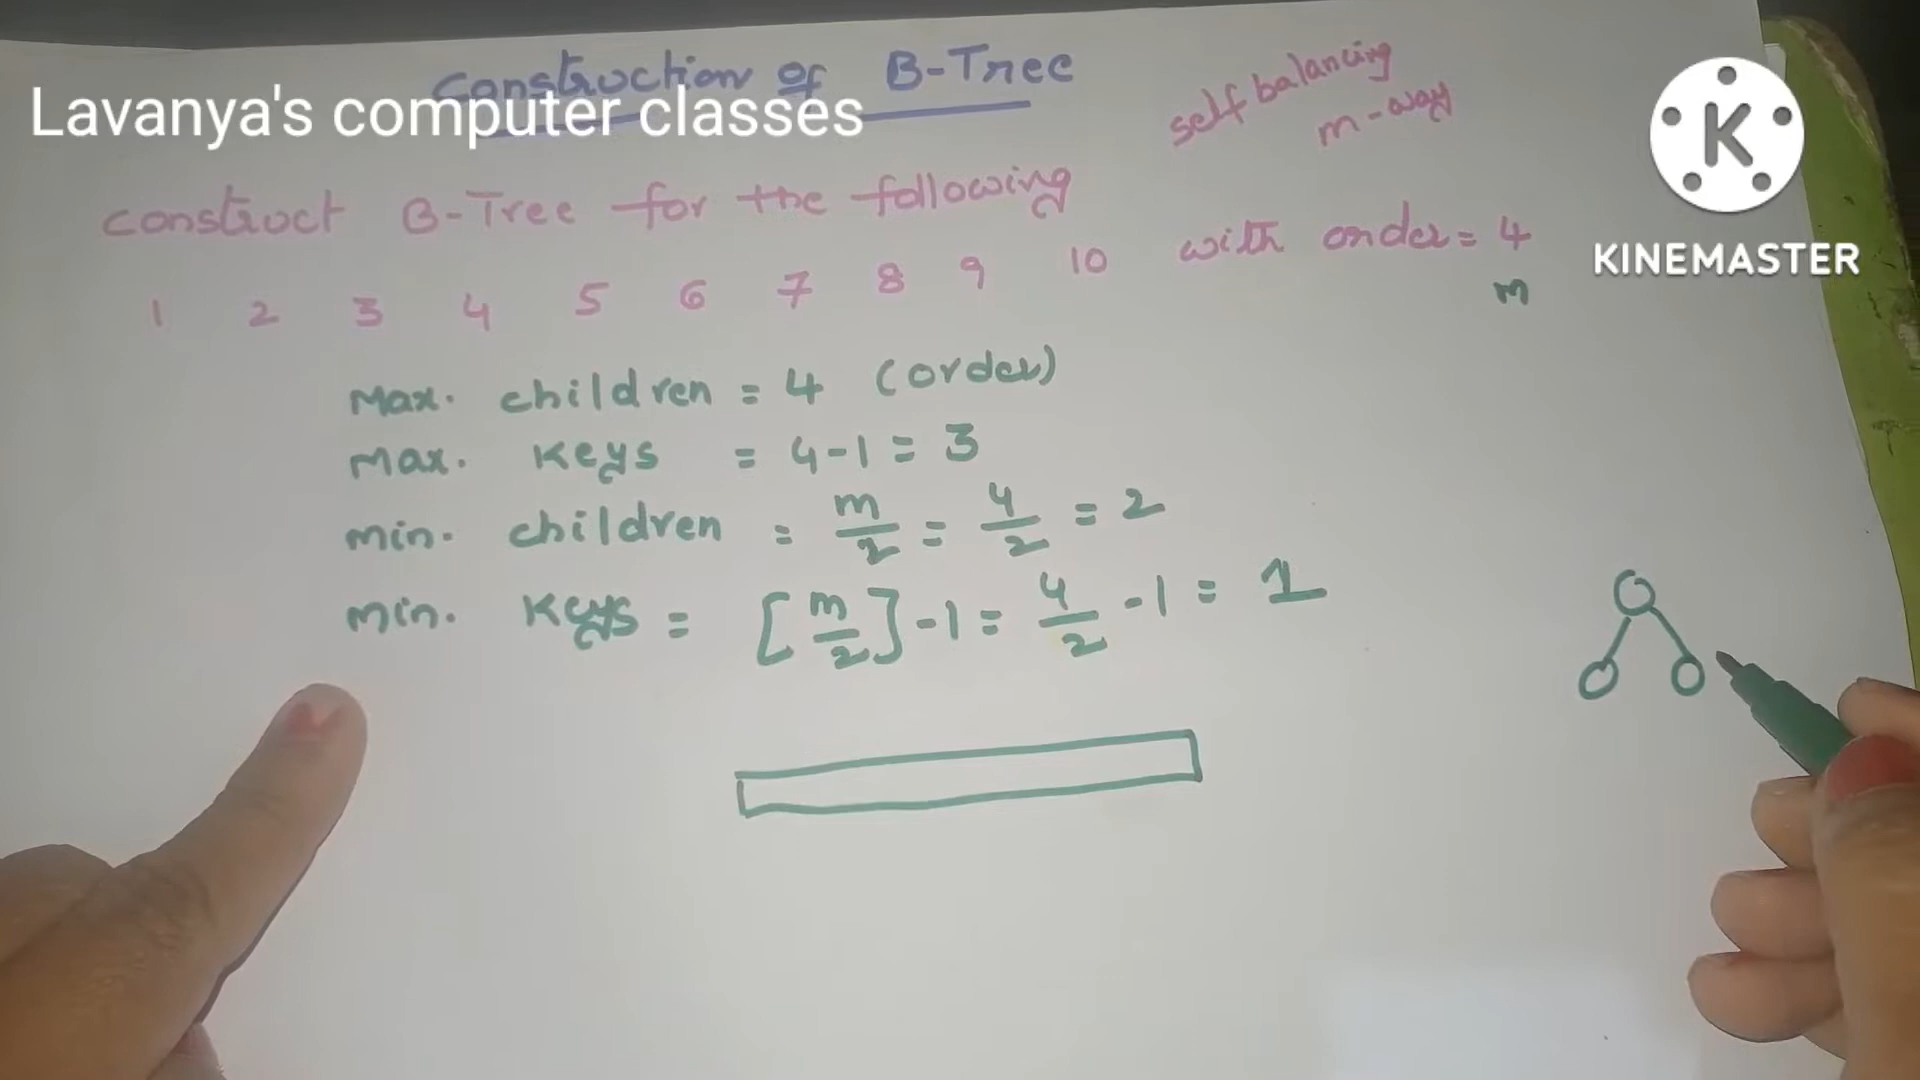 Construction of B-Tree
Lavanya's computer classes
self balancing
m-way
K
KINEMASTER
construct B-Tree for the following
1 2 3 4 5 6 7 8 9 10 with order = 4
m
Max. children = 4 (order)
Max. Keys = 4-1 = 3
min. children = m/2 = 4/2 = 2
min. Keys = [m/2] -1 = 4/2 -1 = 1